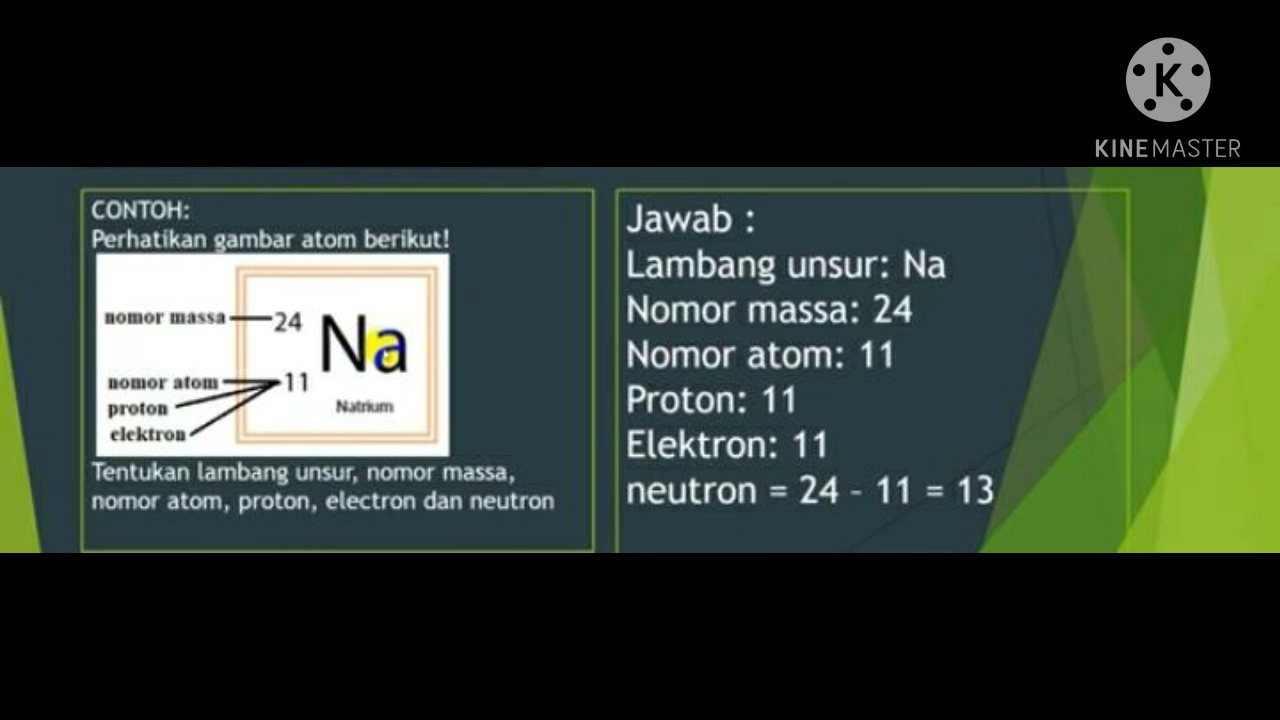 KINEMASTER
CONTOH:
Perhatikan gambar atom berikut!
nomor massa
24
Na
nomor atom
11
proton
Natrium
elektron
Tentukan lambang unsur, nomor massa,
nomor atom, proton, electron dan neutron
Jawab :
Lambang unsur: Na
Nomor massa: 24
Nomor atom: 11
Proton: 11
Elektron: 11
neutron = 24 - 11 = 13